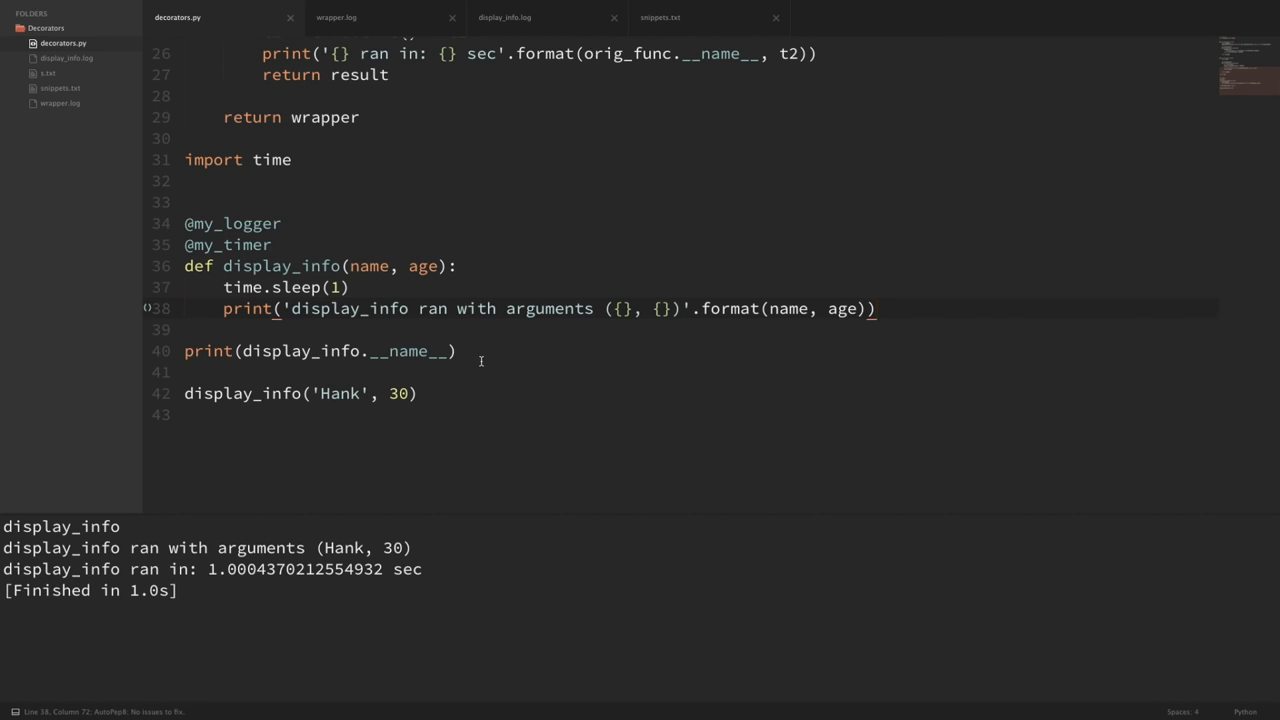 FOLDERS
Decorators
decorators.py
display_info.log
s.txt
snippets.txt
wrapper.log
decorators.py
wrapper.log
display_info.log
snippets.txt
26 print('{} ran in: {} sec'.format(orig_func.__name__, t2))
27 return result
28
29 return wrapper
30
31 import time
32
33
34 @my_logger
35 @my_timer
36 def display_info(name, age):
37 time.sleep(1)
38 print('display_info ran with arguments ({}, {})'.format(name, age))
39
40 print(display_info.__name__)
41
42 display_info('Hank', 30)
43
display_info
display_info ran with arguments (Hank, 30)
display_info ran in: 1.0004370212554932 sec
[Finished in 1.0s]
Line 38, Column 72; AutoPep8: No issues to fix.
Spaces: 4
Python